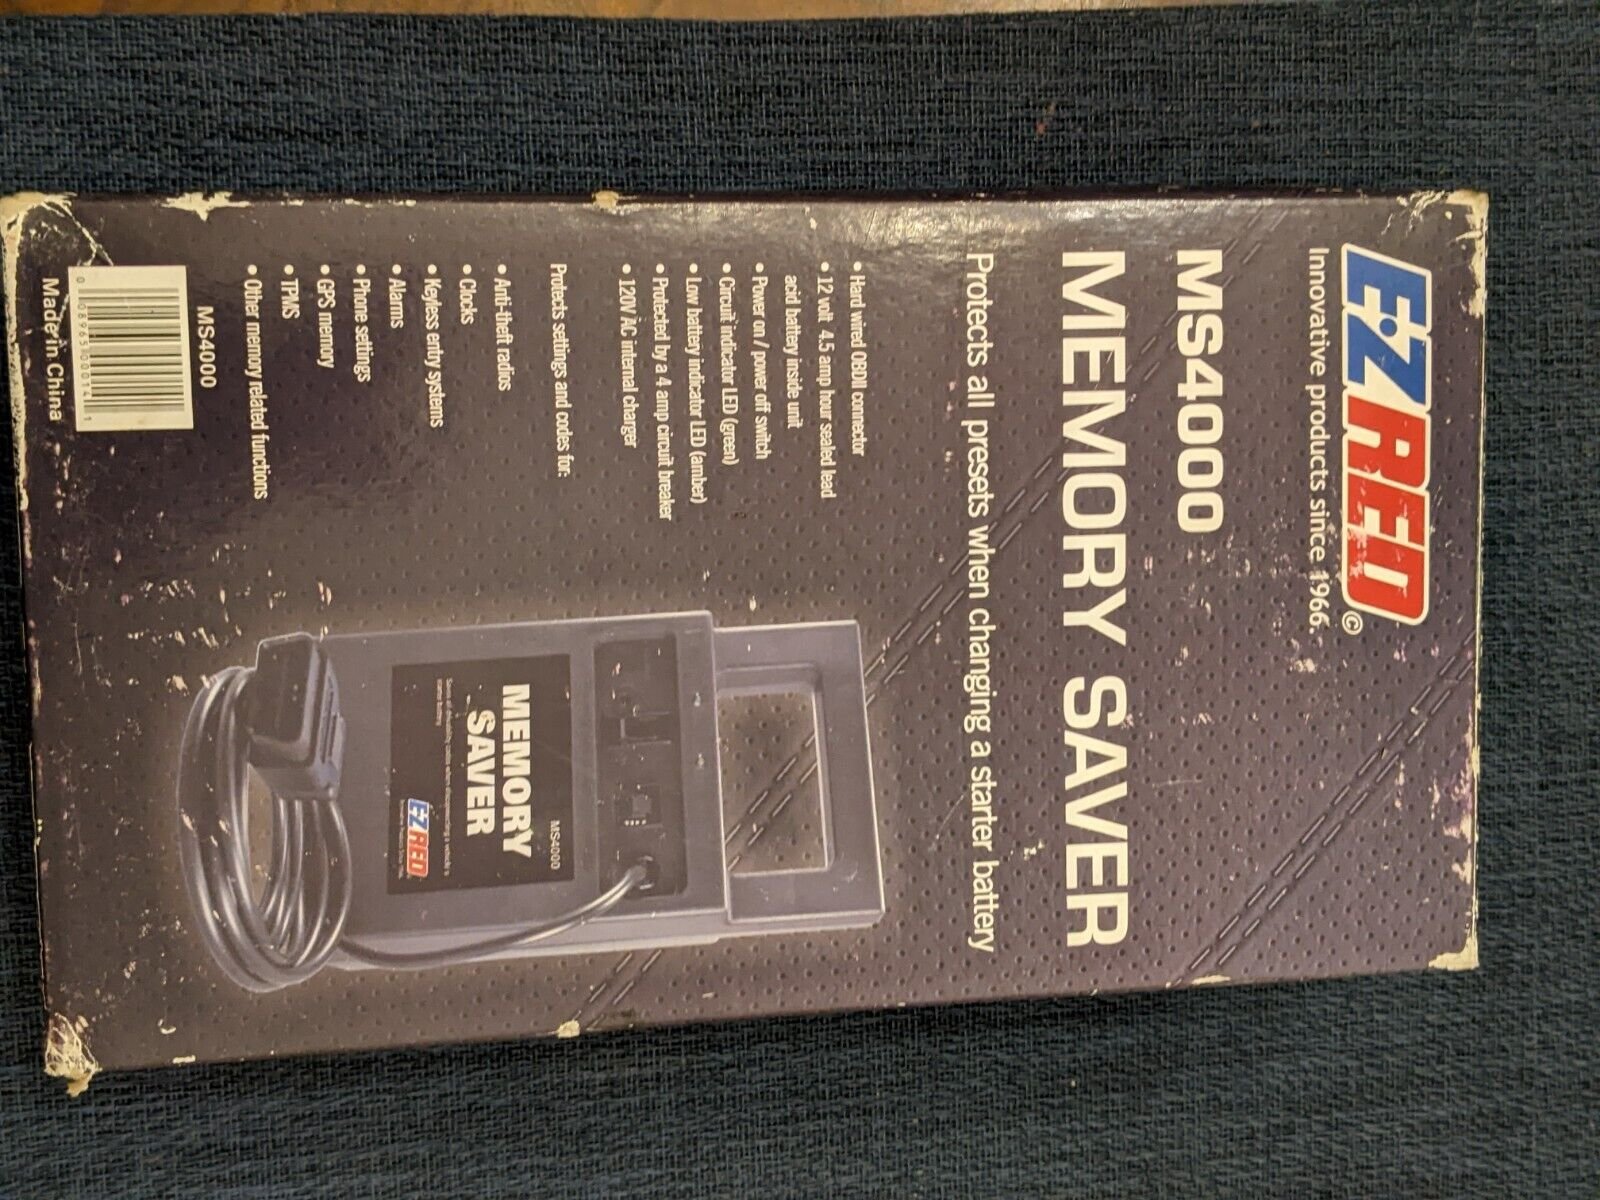 E-Z RED ©
Innovative products since 1966.
MS4000
MEMORY SAVER
Protects all presets when changing a starter battery
• Hard wired OBDII connector
• 12 volt 4.5 amp hour sealed lead
acid battery inside unit
• Power on / power off switch
• Circuit indicator LED (green)
• Low battery indicator LED (amber)
• Protected by a 4 amp circuit breaker
• 120V AC internal charger
Protects settings and codes for:
• Anti-theft radios
• Clocks
• Keyless entry systems
• Alarms
• Phone settings
• GPS memory
• TPMS
• Other memory related functions
MS4000
Made in China
MS4000
MEMORY
SAVER
E-Z RED